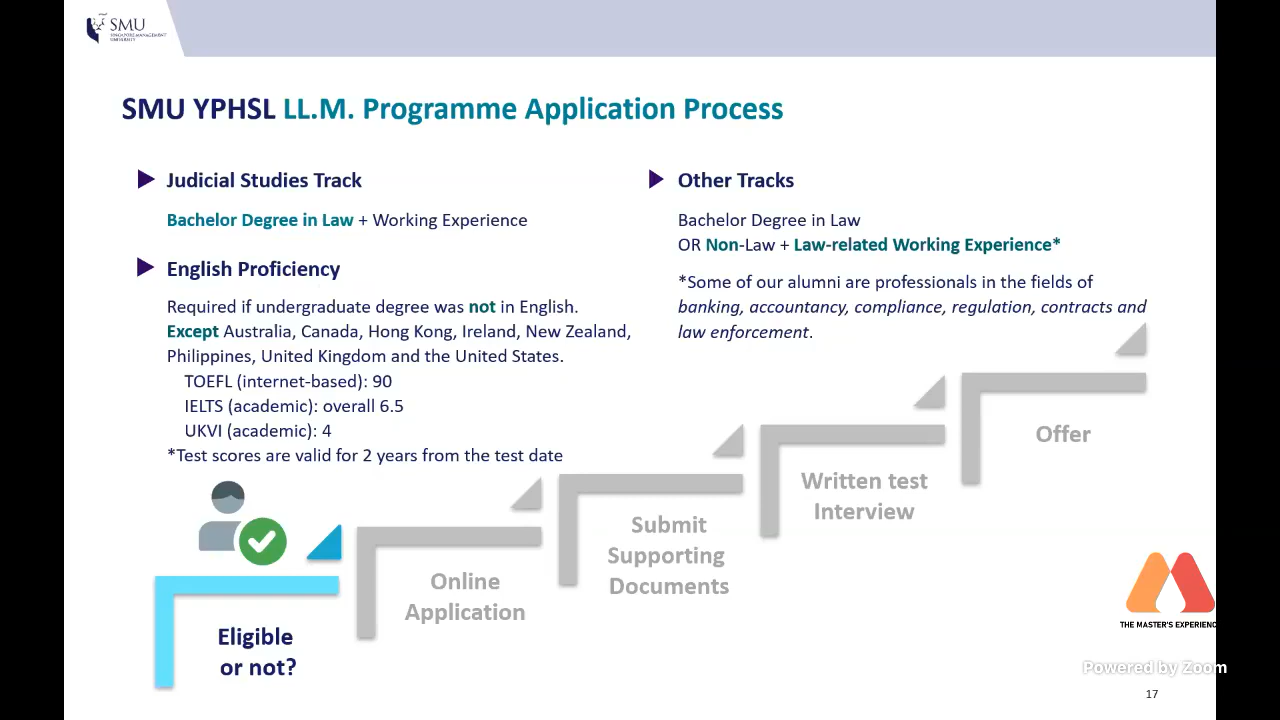 SMU
SINGAPORE MANAGEMENT
UNIVERSITY
SMU YPHSL LL.M. Programme Application Process
Judicial Studies Track
Bachelor Degree in Law + Working Experience
English Proficiency
Required if undergraduate degree was not in English.
Except Australia, Canada, Hong Kong, Ireland, New Zealand,
Philippines, United Kingdom and the United States.
TOEFL (internet-based): 90
IELTS (academic): overall 6.5
UKVI (academic): 4
*Test scores are valid for 2 years from the test date
Other Tracks
Bachelor Degree in Law
OR Non-Law + Law-related Working Experience*
*Some of our alumni are professionals in the fields of
banking, accountancy, compliance, regulation, contracts and
law enforcement.
Eligible
or not?
Online
Application
Submit
Supporting
Documents
Written test
Interview
Offer
THE MASTER'S EXPERIENC
Powered by Zoom
17